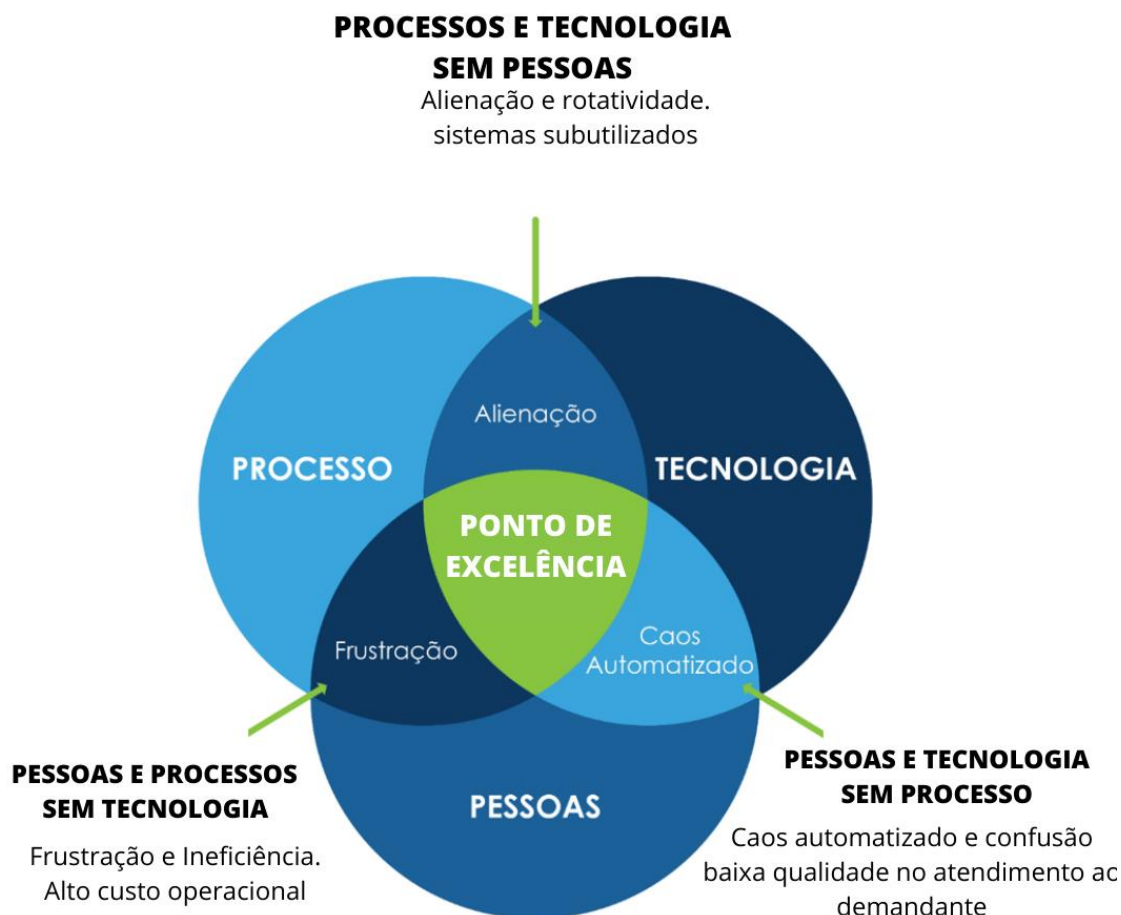 PROCESSOS E TECNOLOGIA
SEM PESSOAS
Alienação e rotatividade.
sistemas subutilizados
Alienação
PROCESSO
TECNOLOGIA
PONTO DE
EXCELÊNCIA
Frustração
Caos
Automatizado
PESSOAS E PROCESSOS
SEM TECNOLOGIA
Frustração e Ineficiência.
Alto custo operacional
PESSOAS
PESSOAS E TECNOLOGIA
SEM PROCESSO
Caos automatizado e confusão
baixa qualidade no atendimento ao
demandante